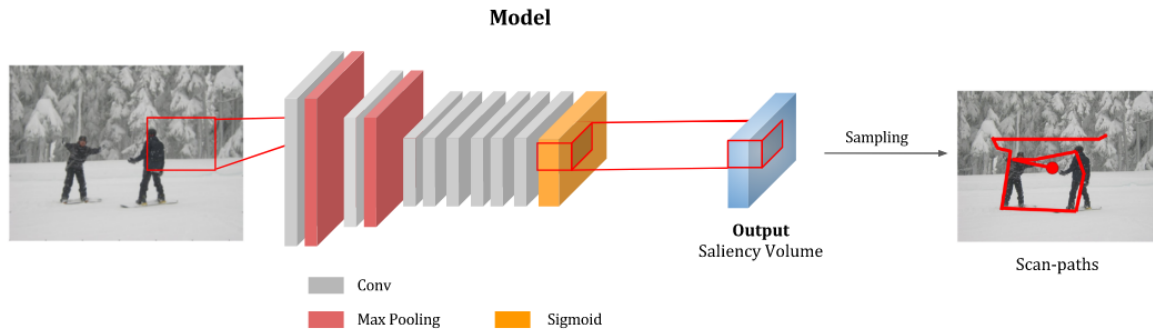 Model
Sampling
Output
Saliency Volume
Scan-paths
Conv
Max Pooling
Sigmoid